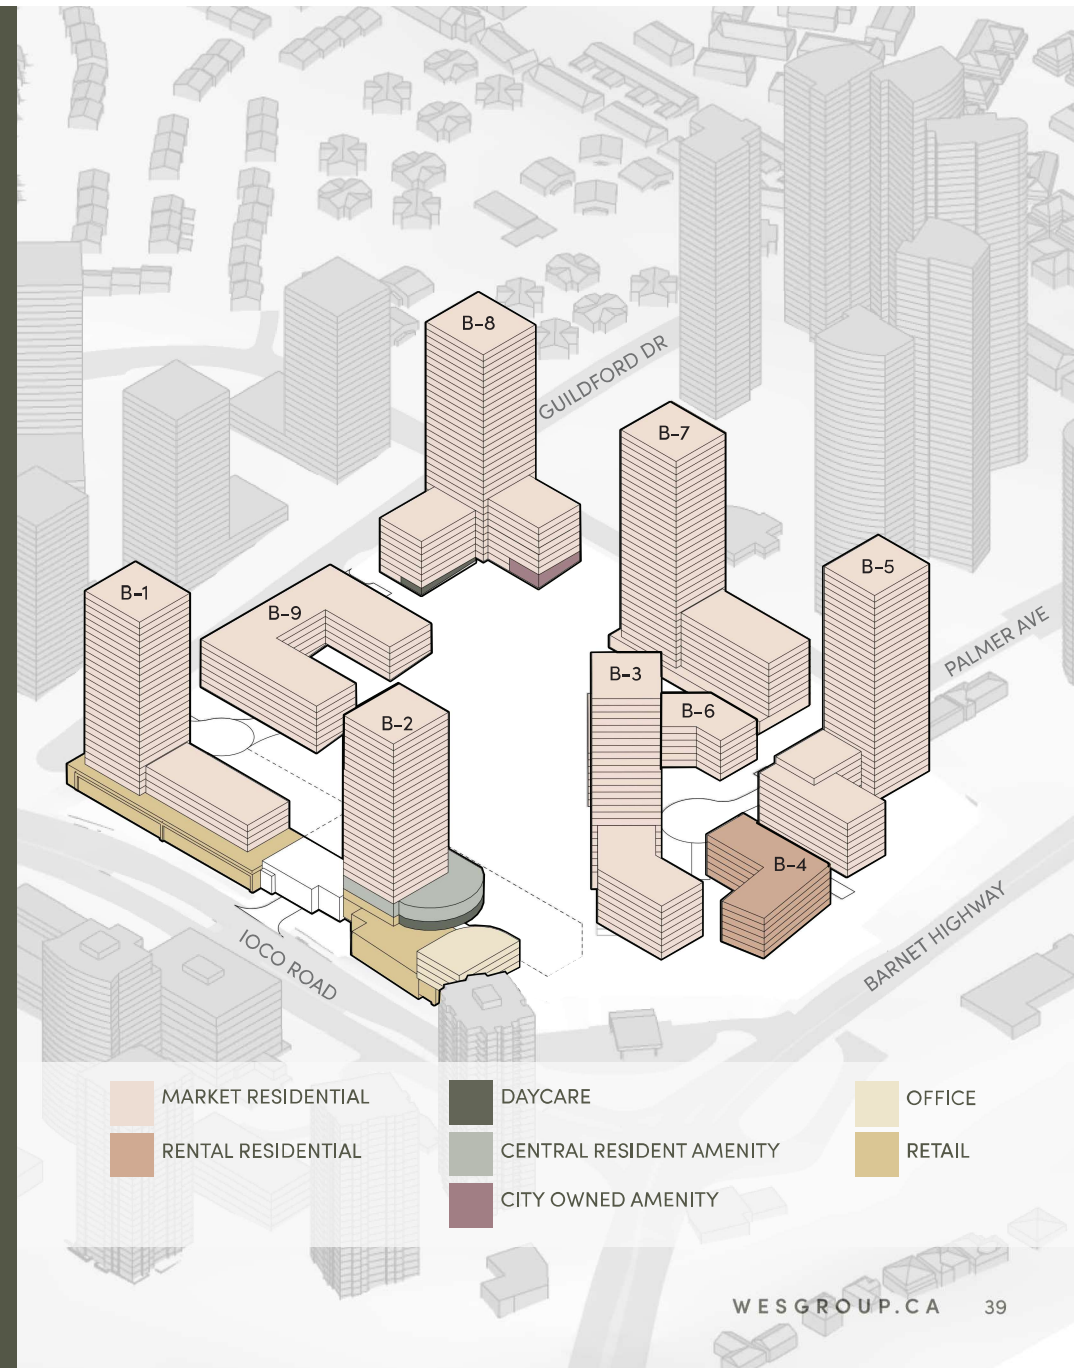 B-8
GUILDFORD DR
B-7
B-5
B-1
B-9
PALMER AVE
B-3
B-6
B-2
B-4
IOCO ROAD
BARNET HIGHWAY
MARKET RESIDENTIAL
DAYCARE
OFFICE
RENTAL RESIDENTIAL
CENTRAL RESIDENT AMENITY
RETAIL
CITY OWNED AMENITY
WESGROUP.CA 39